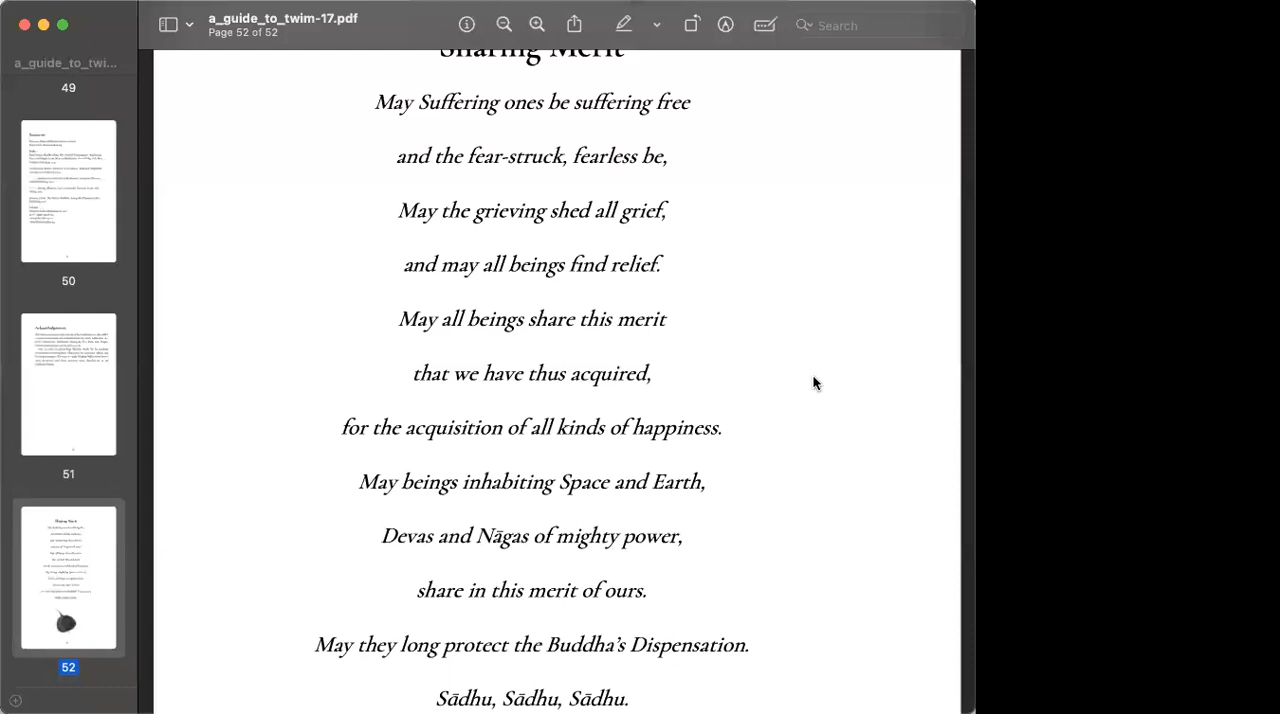 a_guide_to_twim-17.pdf
Page 52 of 52
Search
a_guide_to_twi...
49
50
51
52
Sharing Merit
May Suffering ones be suffering free
and the fear-struck, fearless be,
May the grieving shed all grief,
and may all beings find relief.
May all beings share this merit
that we have thus acquired,
for the acquisition of all kinds of happiness.
May beings inhabiting Space and Earth,
Devas and Nāgas of mighty power,
share in this merit of ours.
May they long protect the Buddha's Dispensation.
Sādhu, Sādhu, Sādhu.